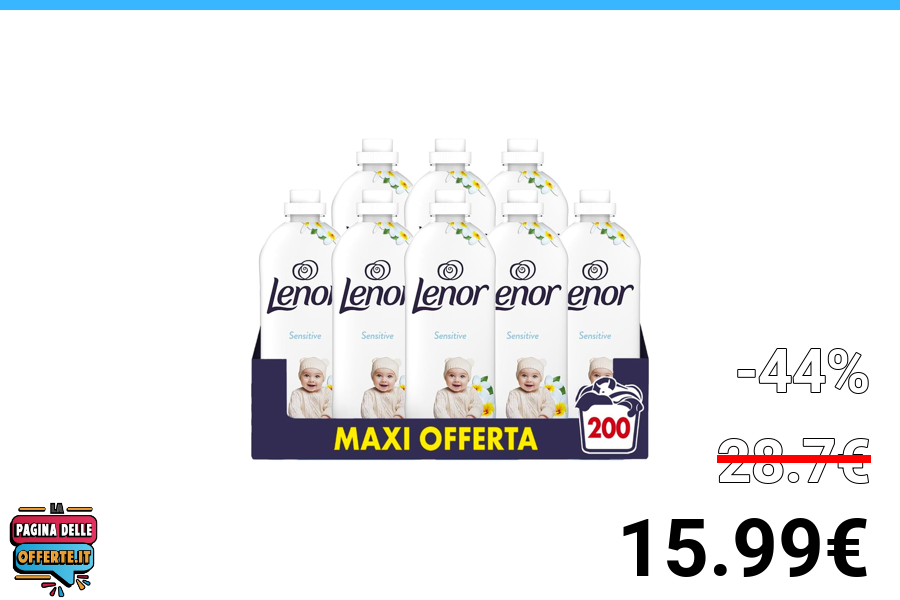 Lenor Lenor Lenor Lenor Lenor
Sensitive Sensitive Sensitive Sensitive Sensitive
MAXI OFFERTA
200
-44%
28.7€
15.99€
LA
PAGINA DELLE
OFFERTE.IT